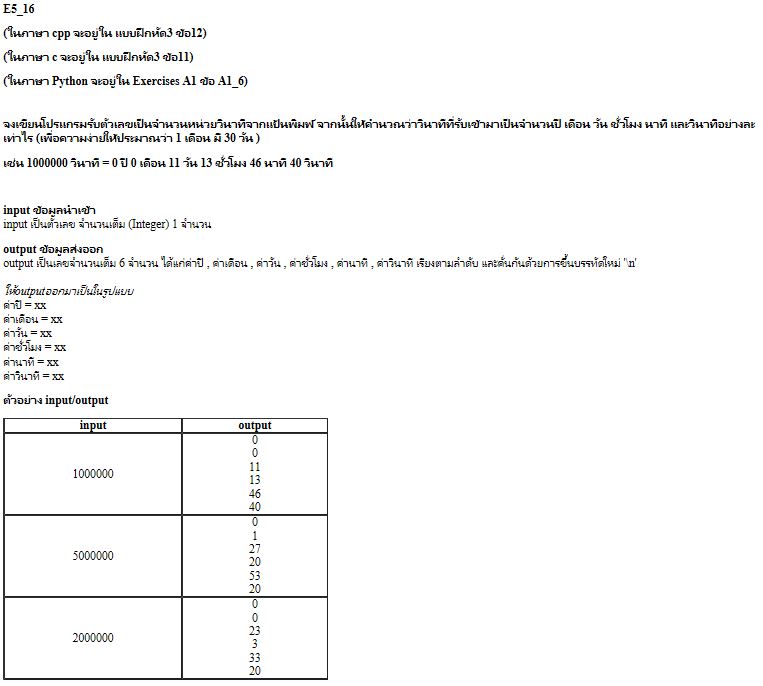 E5_16
(ในภาษา cpp จะอยู่ใน แบบฝึกหัด3 ข้อ12)
(ในภาษา c จะอยู่ใน แบบฝึกหัด3 ข้อ11)
(ในภาษา Python จะอยู่ใน Exercises A1 ข้อ A1_6)
จงเขียนโปรแกรมรับตัวเลขเป็นจำนวนหน่วยวินาทีจากแป้นพิมพ์ จากนั้นให้คำนวณว่าวินาทีที่รับเข้ามาเป็นจำนวนปี เดือน วัน ชั่วโมง นาที และวินาทีอย่างละ
เท่าไร (เพื่อความง่ายให้ประมาณว่า 1 เดือน มี 30 วัน )
เช่น 1000000 วินาที = 0 ปี 0 เดือน 11 วัน 13 ชั่วโมง 46 นาที 40 วินาที
input ข้อมูลนำเข้า
input เป็นตัวเลข จำนวนเต็ม (Integer) 1 จำนวน
output ข้อมูลส่งออก
output เป็นเลขจำนวนเต็ม 6 จำนวน ได้แก่ค่าปี , ค่าเดือน , ค่าวัน , ค่าชั่วโมง , ค่านาที , ค่าวินาที เรียงตามลำดับ และคั่นกันด้วยการขึ้นบรรทัดใหม่ '\n'
ให้outputออกมาเป็นในรูปแบบ
ค่าปี = xx
ค่าเดือน = xx
ค่าวัน = xx
ค่าชั่วโมง = xx
ค่านาที = xx
ค่าวินาที = xx
ตัวอย่าง input/output
input output
1000000
0
0
11
13
46
40
5000000
0
1
27
20
53
20
2000000
0
0
23
3
33
20